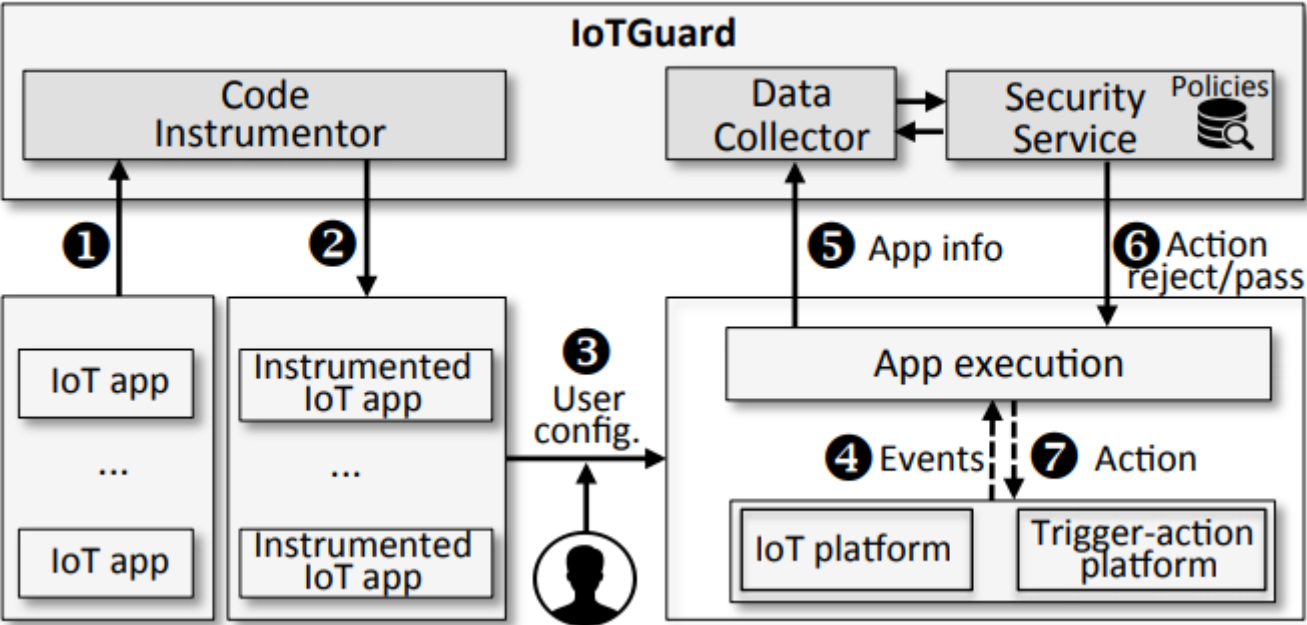 IoTGuard
Code
Instrumentor
Data
Collector
Security
Service
Policies
❶
❷
❺ App info
❻ Action
reject/pass
IoT app
...
IoT app
Instrumented
IoT app
...
Instrumented
IoT app
❸
User
config.
App execution
❹ Events
❼ Action
IoT platform
Trigger-action
platform